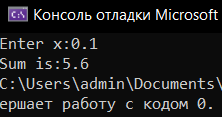 Консоль отладки Microsoft
Enter x:0.1
Sum is:5.6
C:\Users\admin\Documents\
ершает работу с кодом 0.